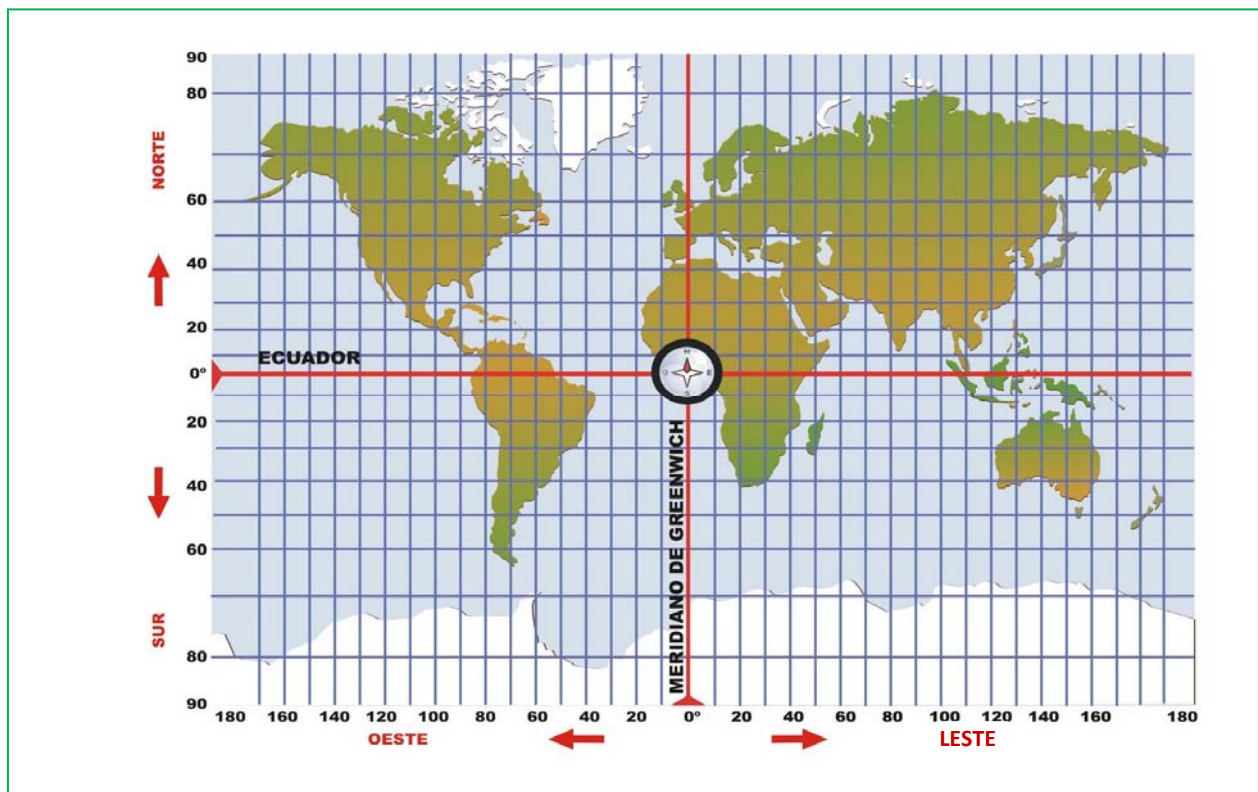 90
80
NORTE
60
40
20
ECUADOR
0º
20
40
60
SUR
80
90
MERIDIANO DE GREENWICH
N
O E
S
180 160 140 120 100 80 60 40 20 0º 20 40 60 80 100 120 140 160 180
OESTE LESTE